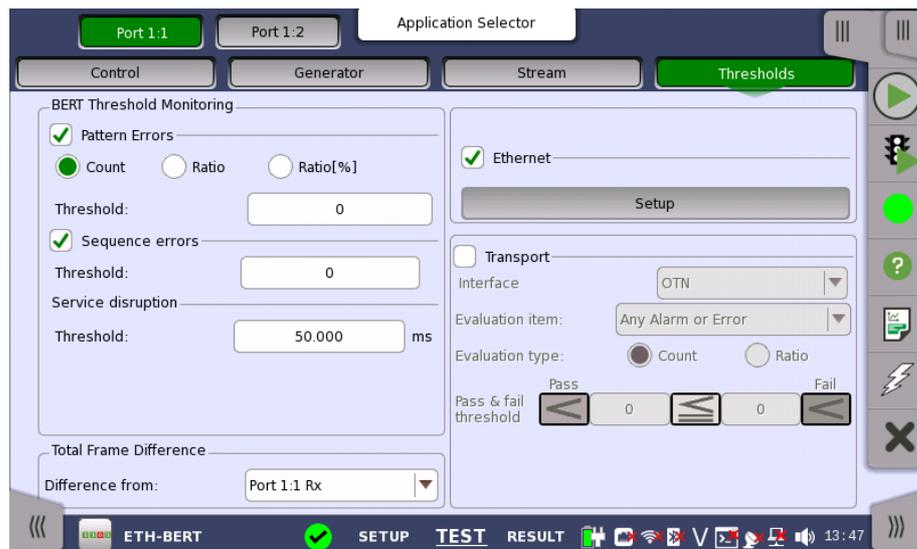 Application Selector
Port 1:1
Port 1:2
Control
Generator
Stream
Thresholds
BERT Threshold Monitoring
Pattern Errors
Count
Ratio
Ratio[%]
Threshold:
0
Sequence errors
Threshold:
0
Service disruption
Threshold:
50.000
ms
Total Frame Difference
Difference from:
Port 1:1 Rx
Ethernet
Setup
Transport
Interface
OTN
Evaluation item:
Any Alarm or Error
Evaluation type:
Count
Ratio
Pass
Fail
Pass & fail
threshold
<
0
≦
0
<
ETH-BERT
SETUP
TEST
RESULT
13:47